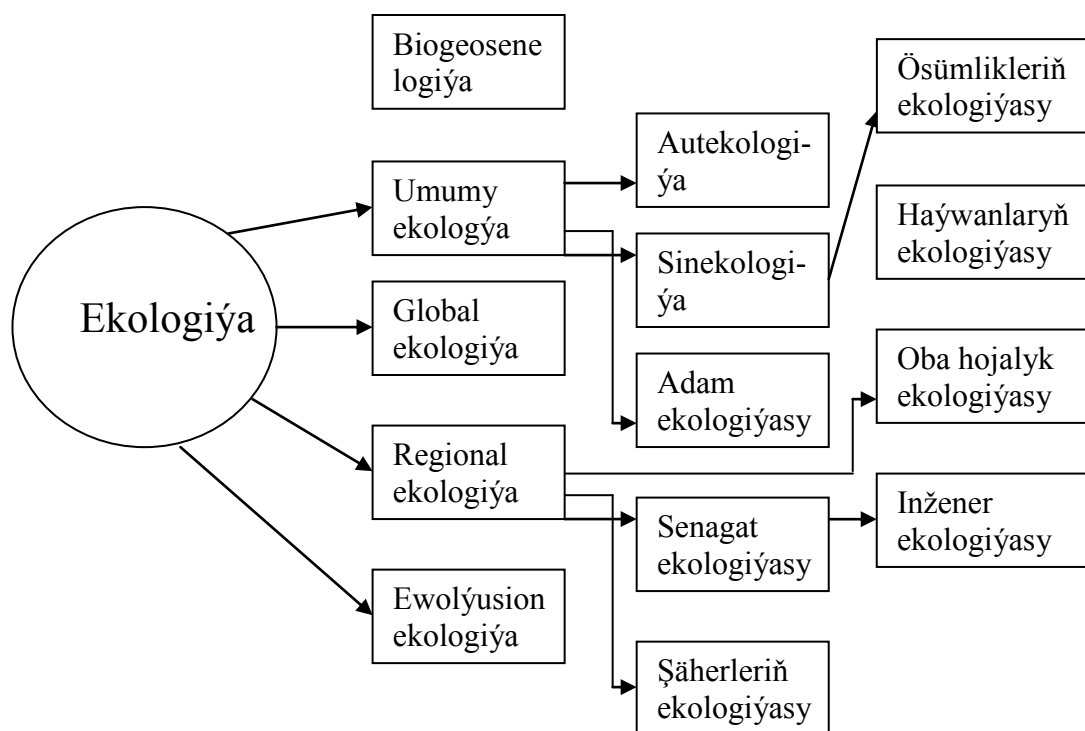 Biogeosene
logiýa
Ösümlikleriň
ekologiýasy
Autekologi-
ýa
Umumy
ekologýa
Haýwanlaryň
ekologiýasy
Sinekologi-
ýa
Ekologiýa
Global
ekologiýa
Oba hojalyk
ekologiýasy
Adam
ekologiýasy
Regional
ekologiýa
Senagat
ekologiýasy
Inžener
ekologiýasy
Ewolýusion
ekologiýa
Şäherleriň
ekologiýasy